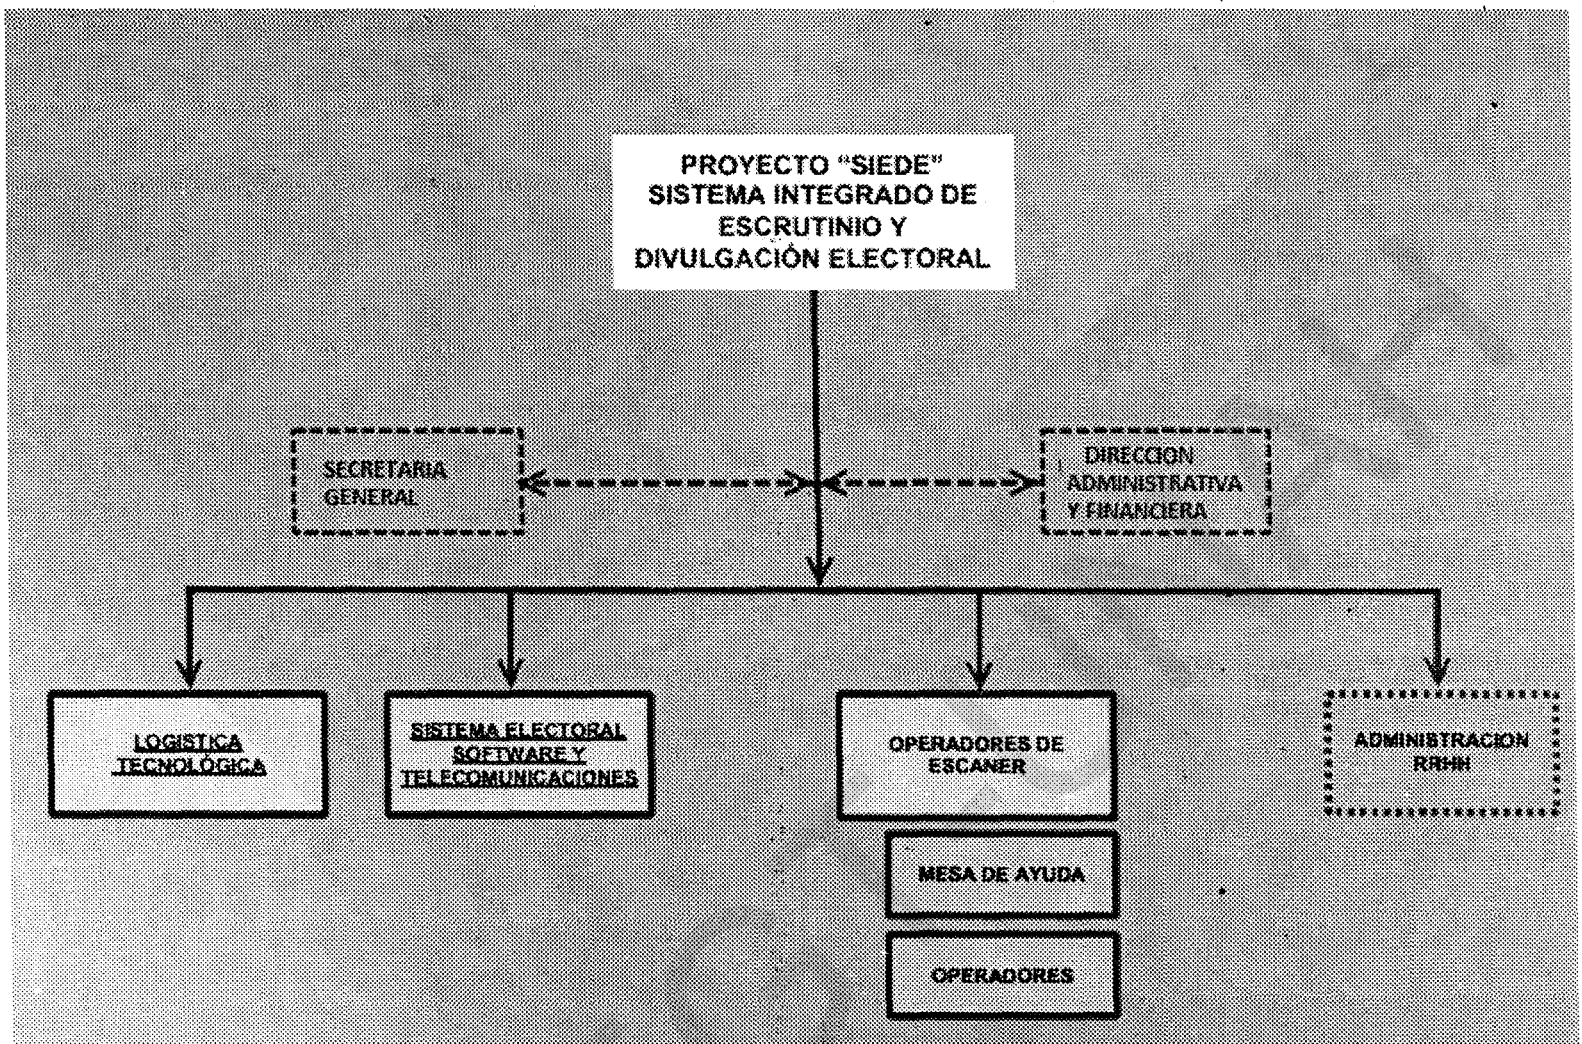 PROYECTO "SIEDE"
SISTEMA INTEGRADO DE
ESCRUTINIO Y
DIVULGACIÓN ELECTORAL
SECRETARIA
GENERAL
DIRECCION
ADMINISTRATIVA
Y FINANCIERA
LOGISTICA
TECNOLÓGICA
SISTEMA ELECTORAL
SOFTWARE Y
TELECOMUNICACIONES
OPERADORES DE
ESCANER
ADMINISTRACION
RRHH
MESA DE AYUDA
OPERADORES